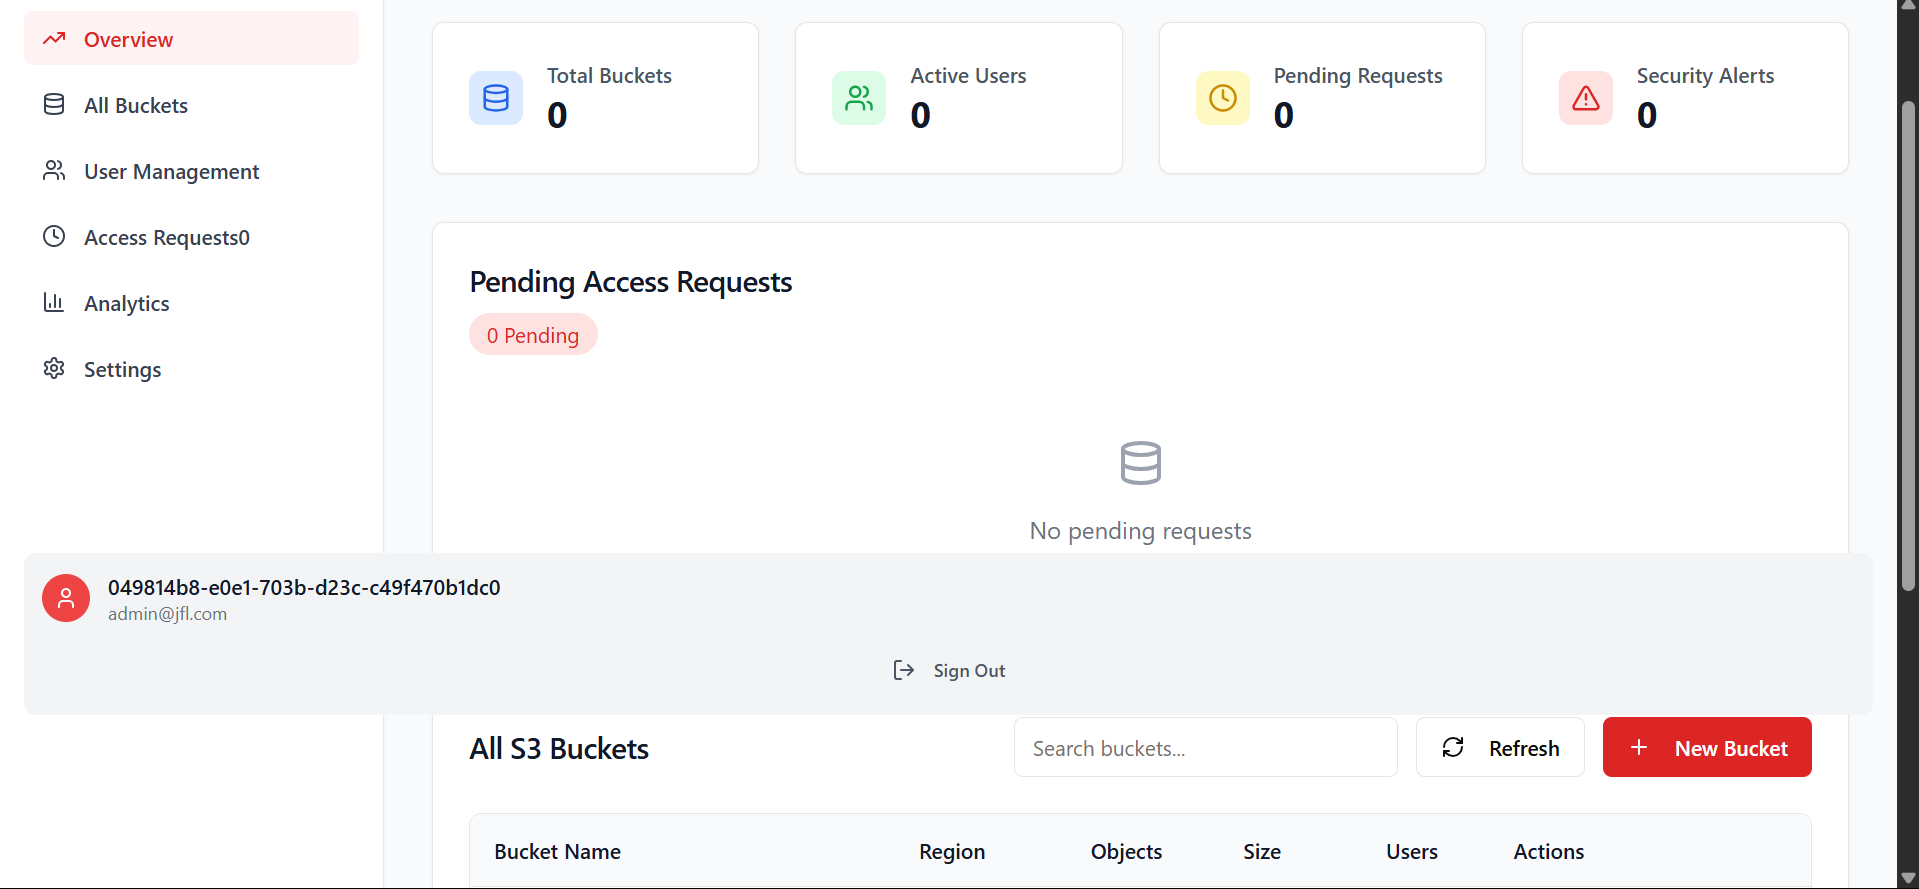 Overview
All Buckets
User Management
Access Requests0
Analytics
Settings
Total Buckets
0
Active Users
0
Pending Requests
0
Security Alerts
0
Pending Access Requests
0 Pending
No pending requests
049814b8-e0e1-703b-d23c-c49f470b1dc0
admin@jfl.com
Sign Out
All S3 Buckets
Search buckets...
Refresh
New Bucket
Bucket Name Region Objects Size Users Actions